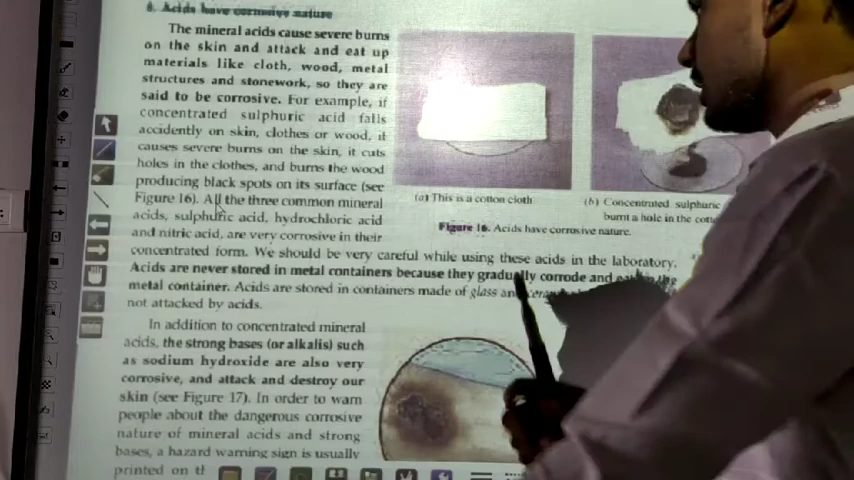 8. Acids have corrosive nature
The mineral acids cause severe burns
on the skin and attack and eat up
materials like cloth, wood, metal
structures and stonework, so they are
said to be corrosive. For example, if
concentrated sulphuric acid falls
accidently on skin, clothes or wood, it
causes severe burns on the skin, it cuts
holes in the clothes, and burns the wood
producing black spots on its surface (see
Figure 16). All the three common mineral
acids, sulphuric acid, hydrochloric acid
and nitric acid, are very corrosive in their
concentrated form. We should be very careful while using these acids in the laboratory.
Acids are never stored in metal containers because they gradually corrode and the
metal container. Acids are stored in containers made of glass and
not attacked by acids.
(a) This is a cotton cloth
(b) Concentrated sulphuric
burnt a hole in the
Figure 16. Acids have corrosive nature.
In addition to concentrated mineral
acids, the strong bases (or alkalis) such
as sodium hydroxide are also very
corrosive, and attack and destroy our
skin (see Figure 17). In order to warn
people about the dangerous corrosive
nature of mineral acids and strong
bases, a hazard warning sign is usually
printed on